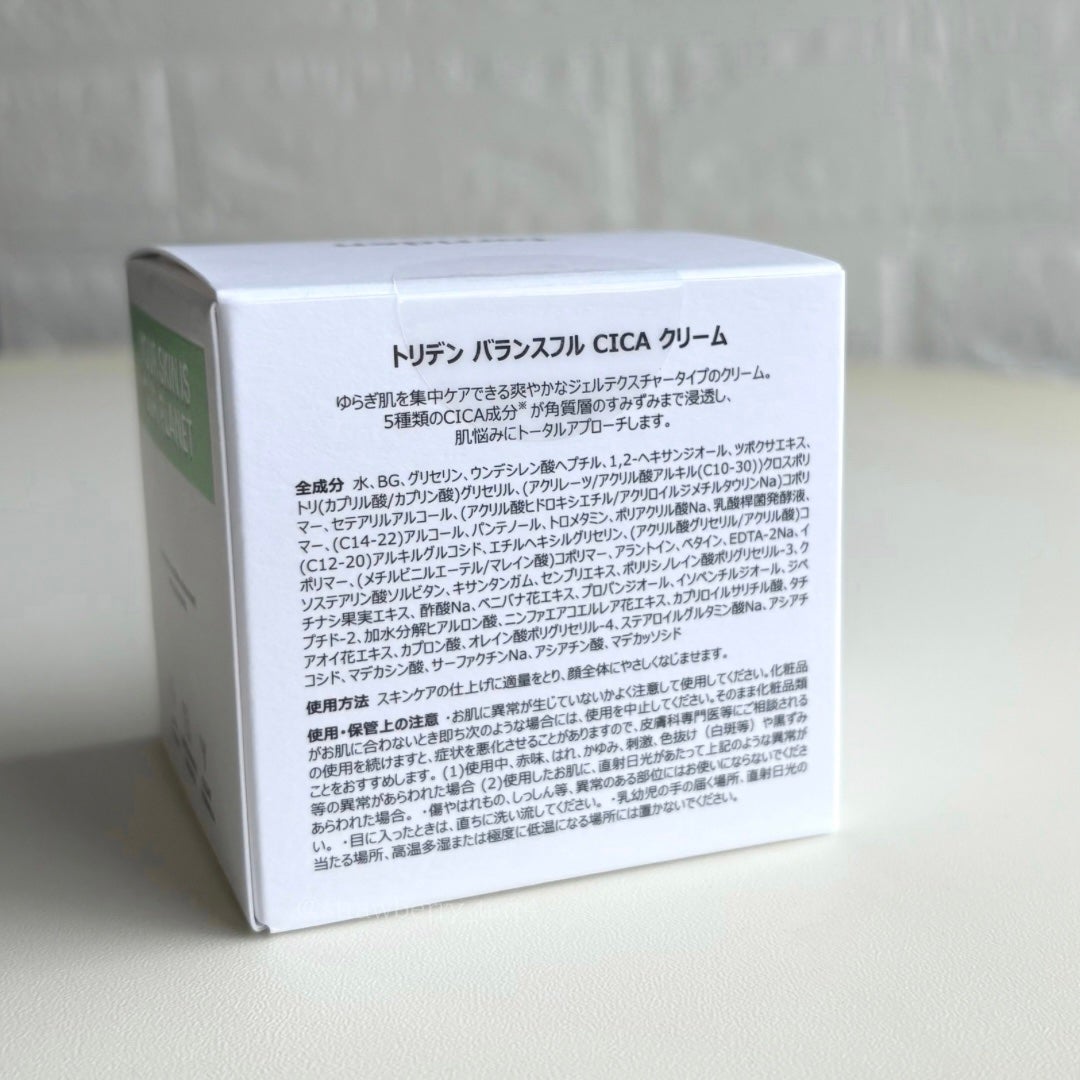 トリデン バランスフル CICA クリーム
ゆらぎ肌を集中ケアできる爽やかなジェルテクスチャータイプのクリーム。
5種類のCICA成分※が角質層のすみずみまで浸透し、
肌悩みにトータルアプローチします。
全成分 水、BG、グリセリン、ウンデシレン酸ヘプチル、1,2-ヘキサンジオール、ツボクサエキス、
トリ(カプリル酸/カプリン酸)グリセリル、(アクリレーツ/アクリル酸アルキル(C10-30))クロスポリ
マー、セテアリルアルコール、(アクリル酸ヒドロキシエチル/アクリロイルジメチルタウリンNa)コポリ
マー、(C14-22)アルコール、パンテノール、トロメタミン、ポリアクリル酸Na、乳酸桿菌発酵液、
(C12-20)アルキルグルコシド、エチルヘキシルグリセリン、(アクリル酸グリセリル/アクリル酸)コ
ポリマー、(メチルビニルエーテル/マレイン酸)コポリマー、アラントイン、ベタイン、EDTA-2Na、イ
ソステアリン酸ソルビタン、キサンタンガム、センブリエキス、ポリリシノレイン酸ポリグリセリル-3、ク
チナシ果実エキス、酢酸Na、ベニバナ花エキス、プロパンジオール、イソペンチルジオール、ジペ
プチド-2、加水分解ヒアルロン酸、ニンファエアコエルレア花エキス、カプリロイルサリチル酸、タチ
アオイ花エキス、カプロン酸、オレイン酸ポリグリセリル-4、ステアロイルグルタミン酸Na、アシアチ
コシド、マデカシン酸、サーファクチンNa、アシアチン酸、マデカッソシド
使用方法 スキンケアの仕上げに適量をとり、顔全体にやさしくなじませます。
使用・保管上の注意 ・お肌に異常が生じていないかよく注意して使用してください。化粧品
がお肌に合わないとき即ち次のような場合には、使用を中止してください。そのまま化粧品類
の使用を続けますと、症状を悪化させることがありますので、皮膚科専門医等にご相談される
ことをおすすめします。(1)使用中、赤味、はれ、かゆみ、刺激、色抜け（白斑等）や黒ずみ
等の異常があらわれた場合 (2)使用したお肌に、直射日光があたって上記のような異常が
あらわれた場合。 ・傷やはれもの、しっしん等、異常のある部位にはお使いにならないでくださ
い。 ・目に入ったときは、直ちに洗い流してください。 ・乳幼児の手の届く場所、直射日光の
当たる場所、高温多湿または極度に低温になる場所には置かないでください。
SKIN IS
PLANET